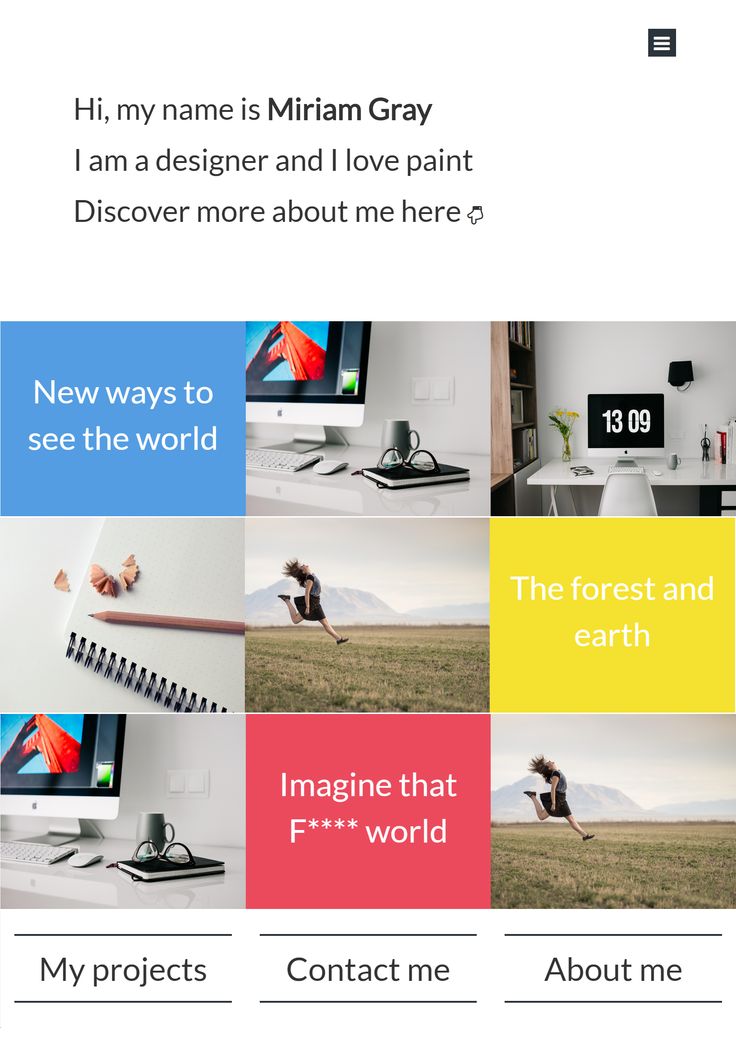 Hi, my name is Miriam Gray
I am a designer and I love paint
Discover more about me here
New ways to
see the world
13 09
The forest and
earth
Imagine that
F**** world
My projects
Contact me
About me